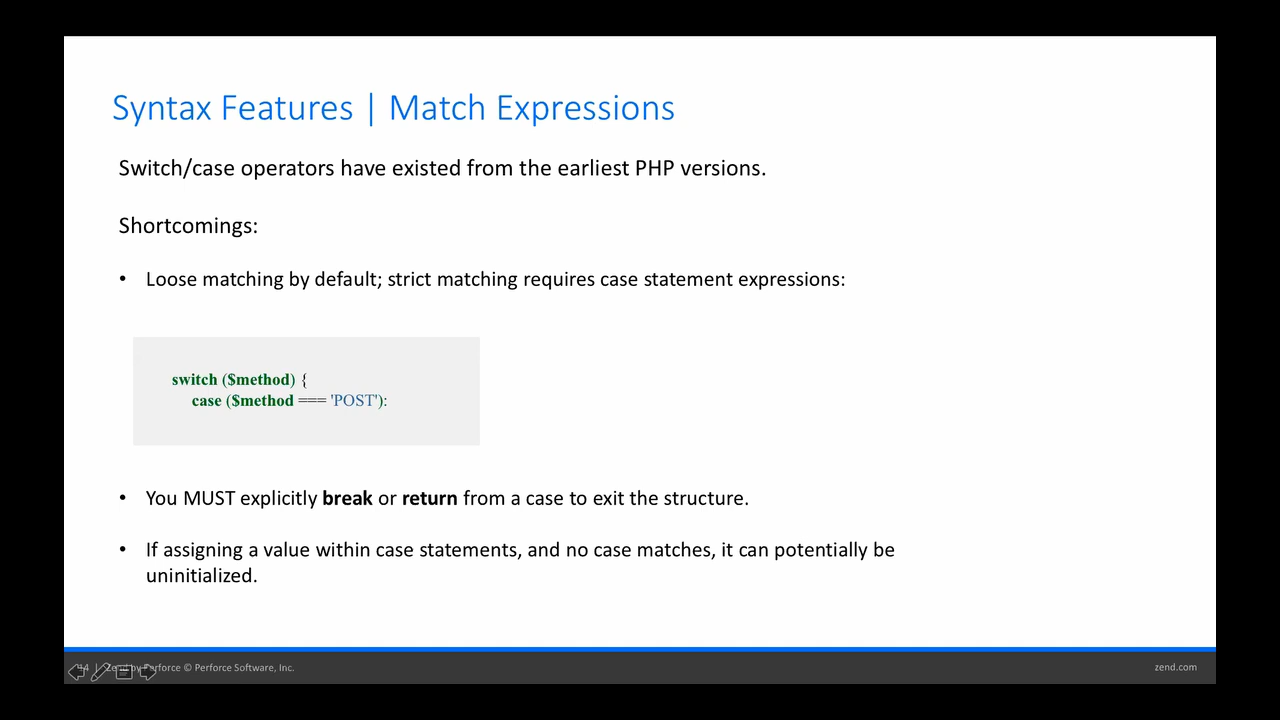 Syntax Features | Match Expressions
Switch/case operators have existed from the earliest PHP versions.
Shortcomings:
• Loose matching by default; strict matching requires case statement expressions:
switch ($method) {
case ($method === 'POST'):
• You MUST explicitly break or return from a case to exit the structure.
• If assigning a value within case statements, and no case matches, it can potentially be
uninitialized.
| Zend by Perforce © Perforce Software, Inc.
zend.com